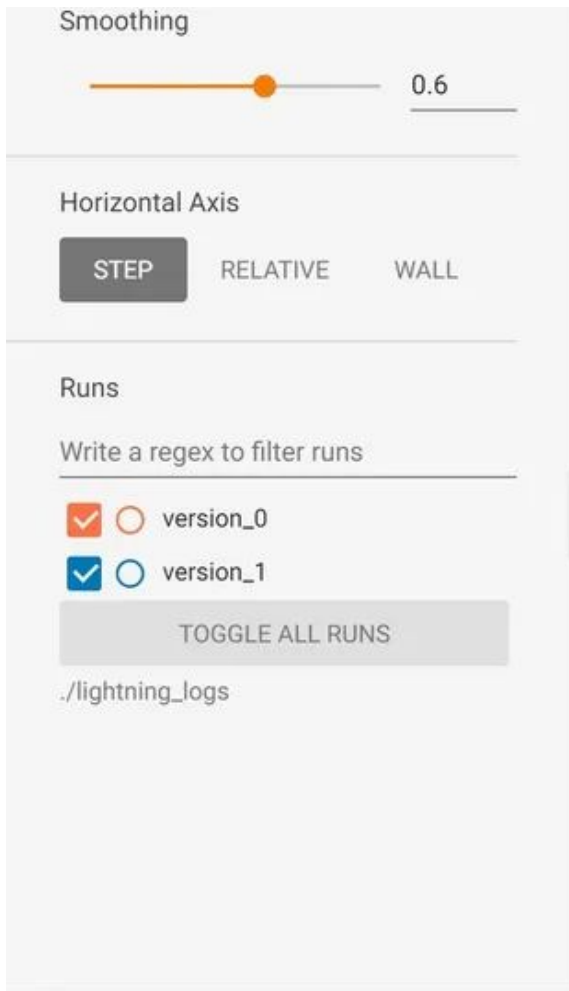 Smoothing
0.6
Horizontal Axis
STEP RELATIVE WALL
Runs
Write a regex to filter runs
version_0
version_1
TOGGLE ALL RUNS
./lightning_logs